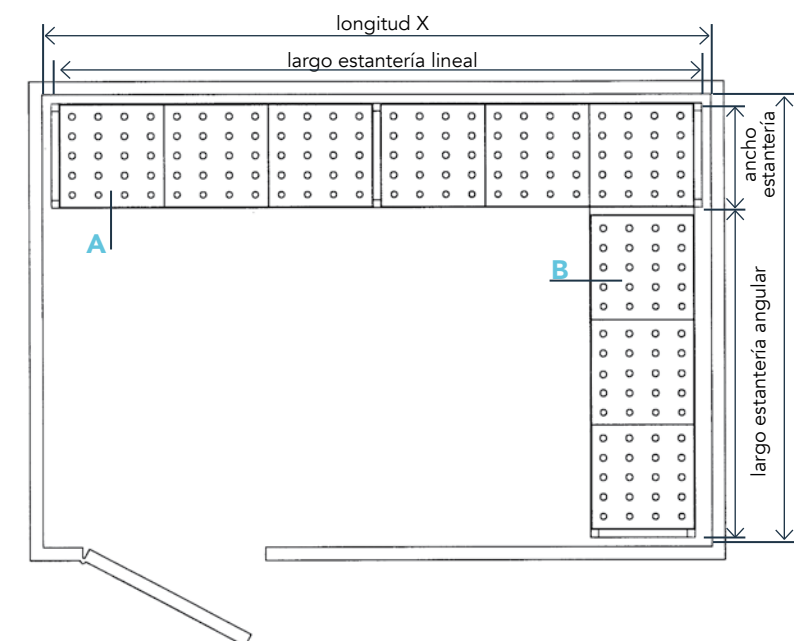 longitud X
largo estantería lineal
ancho
estantería
A
B
largo estantería angular